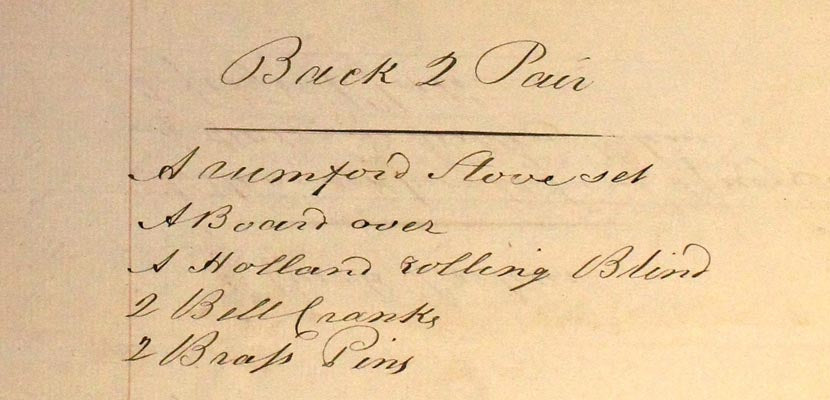 Back 2 Pair
A rumford Stove set
A Board over
A Holland rolling Blind
2 Bell Cranks
2 Braſs Pins